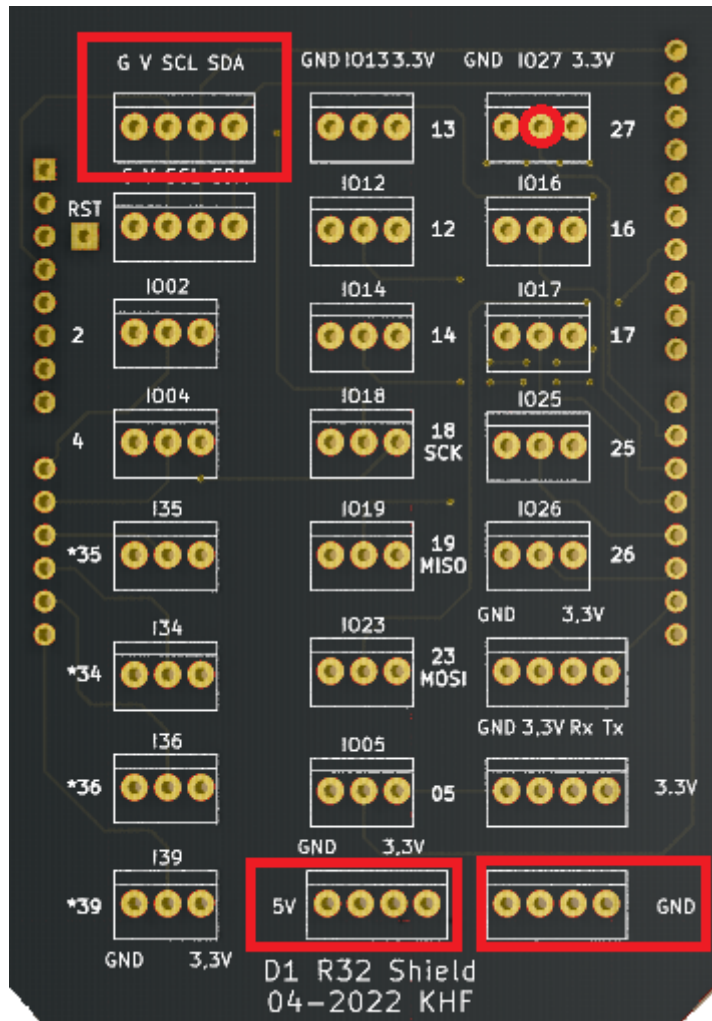 G V SCL SDA
GND IO13 3.3V
GND IO27 3.3V
13
27
G V SCL SDA
IO12
IO16
RST
12
16
IO02
IO14
IO17
2
14
17
IO04
IO18
IO25
4
18
SCK
25
I35
IO19
IO26
*35
19
MISO
26
GND 3,3V
I34
IO23
*34
23
MOSI
GND 3,3V Rx Tx
I36
IO05
*36
05
3.3V
GND 3,3V
I39
*39
5V
GND
GND 3,3V
D1 R32 Shield
04-2022 KHF